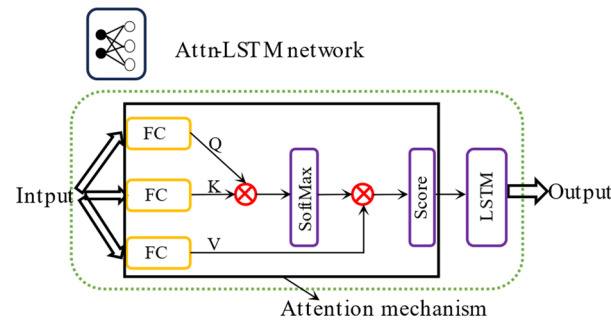 Attn-LSTM network
FC
Q
Intput
FC
K
SoftMax
Score
LSTM
Output
FC
V
Attention mechanism